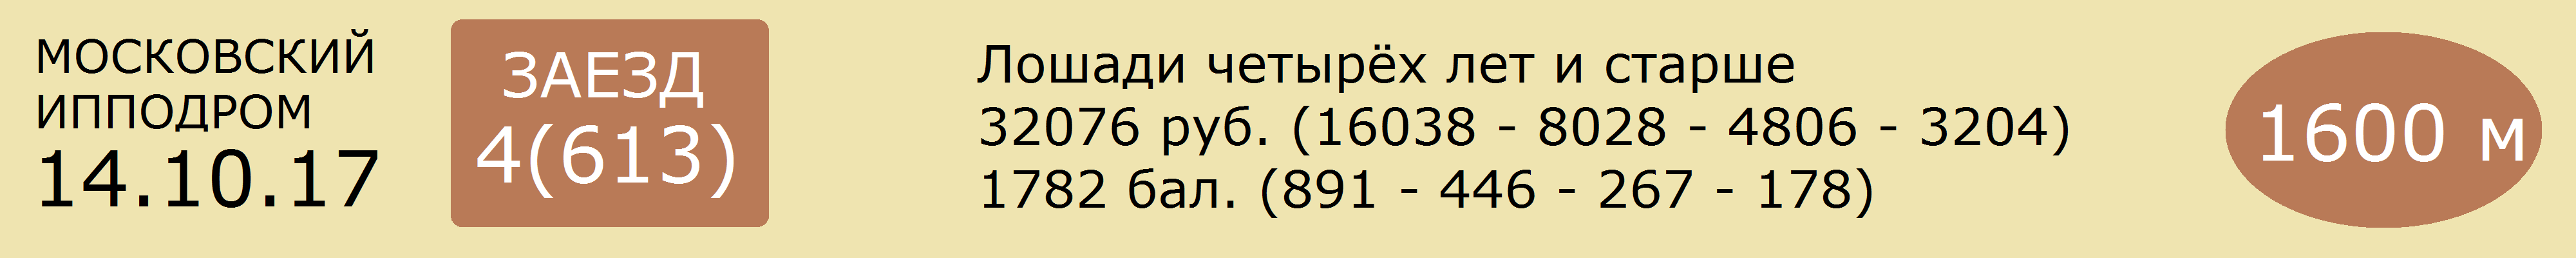 МОСКОВСКИЙ
ИППОДРОМ
14.10.17
ЗАЕЗД
4(613)
Лошади четырёх лет и старше
32076 руб. (16038 - 8028 - 4806 - 3204)
1782 бал. (891 - 446 - 267 - 178)
1600 м